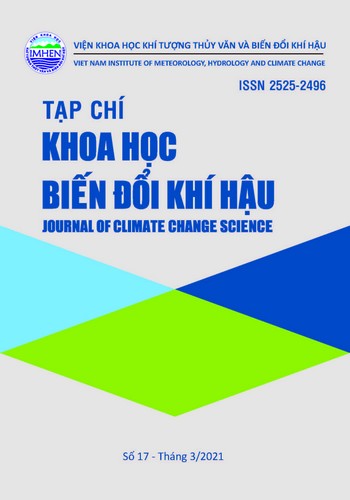 VIỆN KHOA HỌC KHÍ TƯỢNG THỦY VĂN VÀ BIẾN ĐỔI KHÍ HẬU
VIET NAM INSTITUTE OF METEOROLOGY, HYDROLOGY AND CLIMATE CHANGE
IMHEN
ISSN 2525-2496
TẠP CHÍ
KHOA HỌC
BIẾN ĐỔI KHÍ HẬU
JOURNAL OF CLIMATE CHANGE SCIENCE
Số 17 - Tháng 3/2021